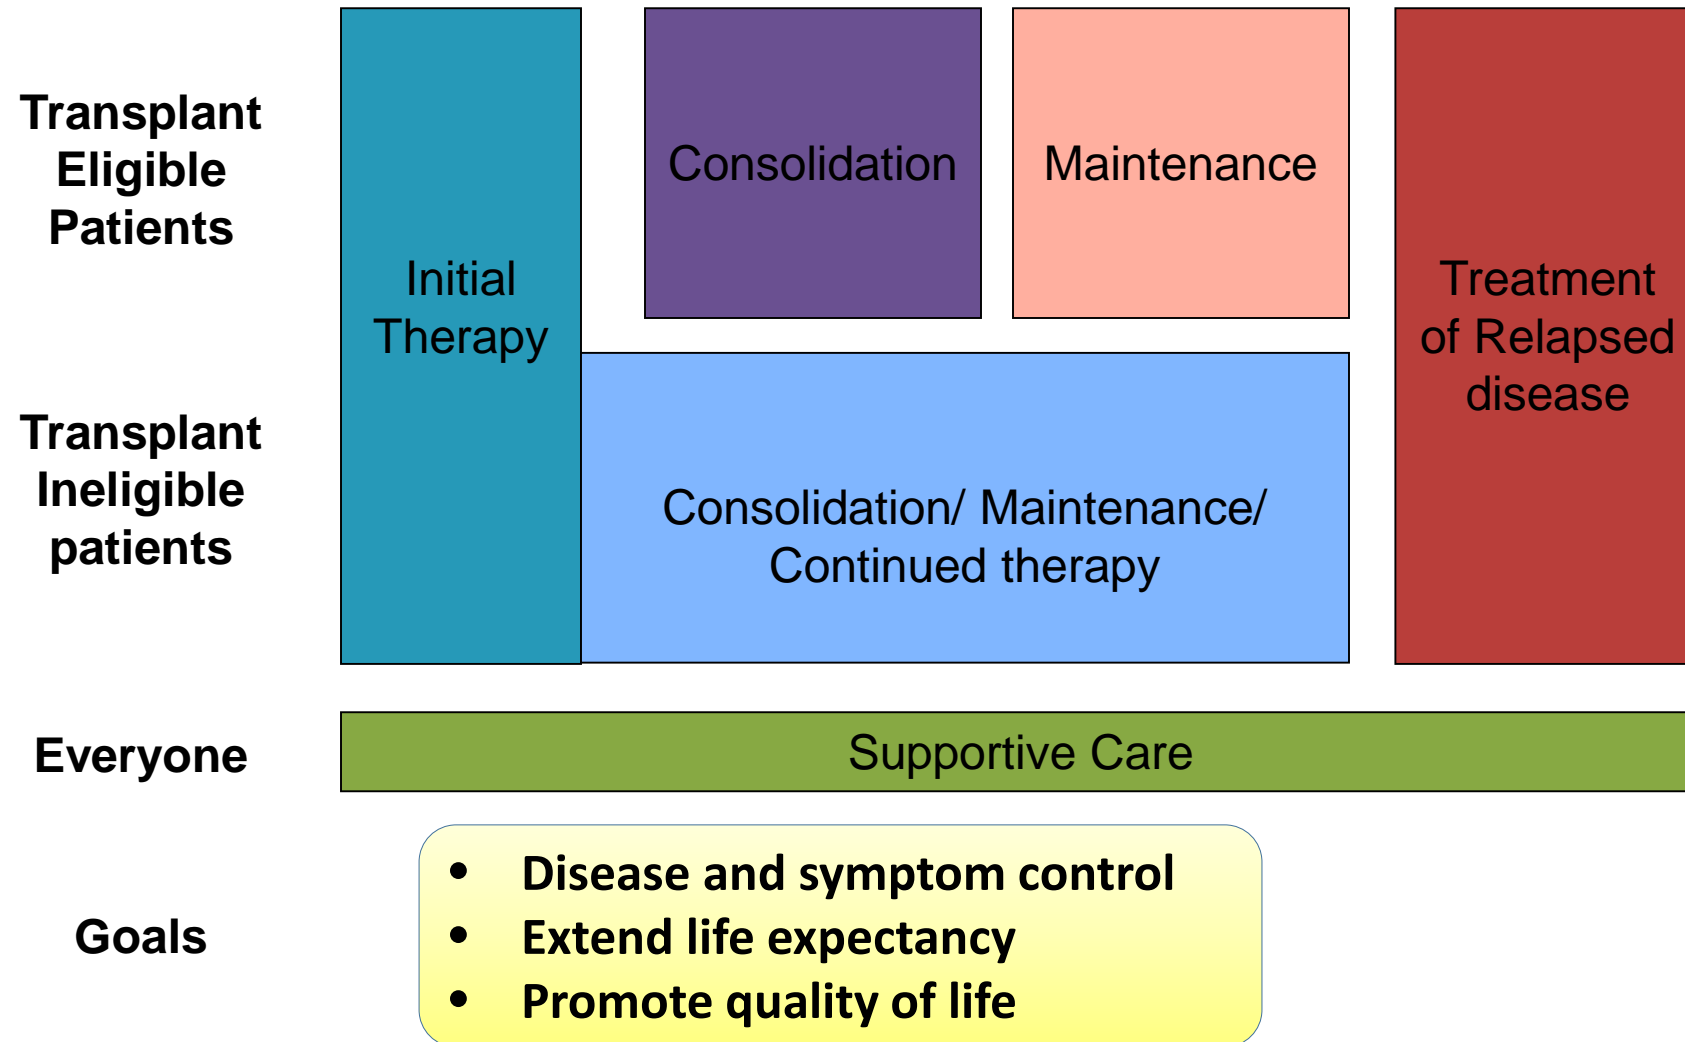 Transplant
Eligible
Patients
Initial
Therapy
Consolidation
Maintenance
Treatment
of Relapsed
disease
Transplant
Ineligible
patients
Consolidation/ Maintenance/
Continued therapy
Everyone
Supportive Care
Goals
• Disease and symptom control
• Extend life expectancy
• Promote quality of life